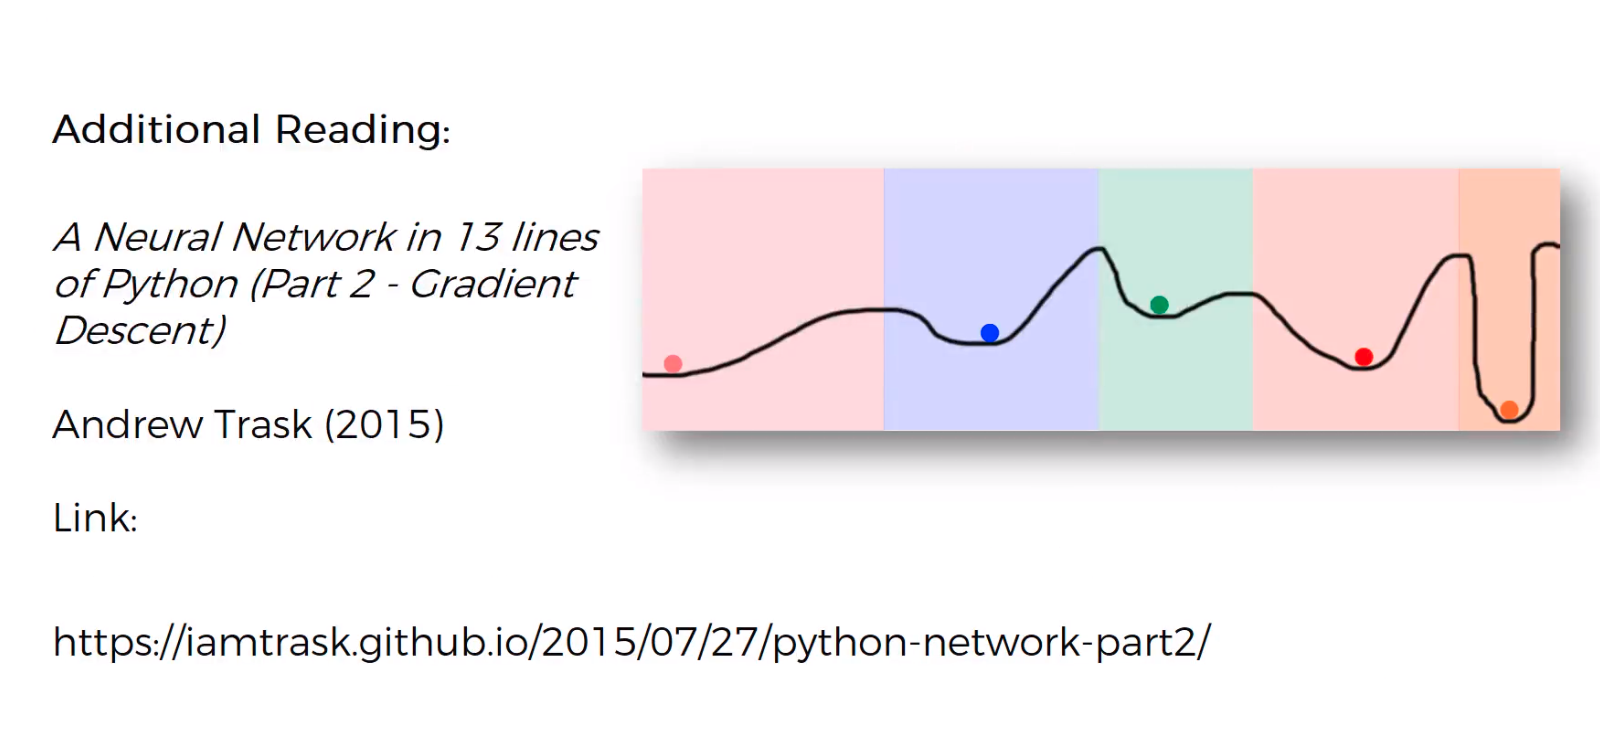 Additional Reading:
A Neural Network in 13 lines
of Python (Part 2 - Gradient
Descent)
Andrew Trask (2015)
Link:
https://iamtrask.github.io/2015/07/27/python-network-part2/